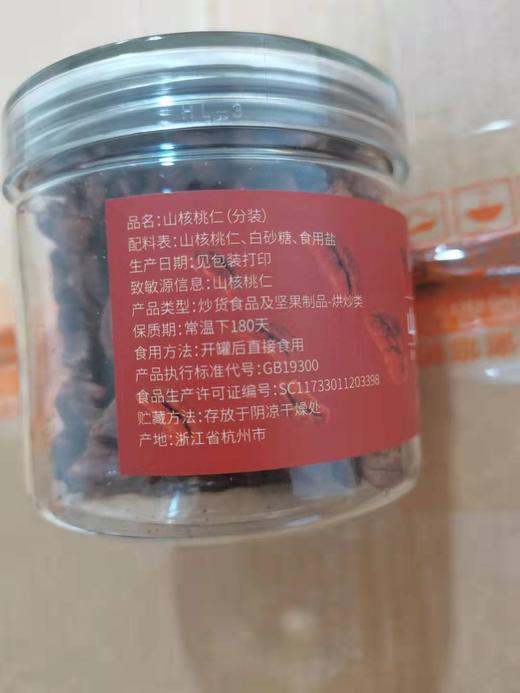 HL-3
品名:山核桃仁(分装)
配料表:山核桃仁、白砂糖、食用盐
生产日期:见包装打印
致敏源信息:山核桃仁
产品类型:炒货食品及坚果制品-烘炒类
保质期:常温下180天
食用方法:开罐后直接食用
产品执行标准代号:GB19300
食品生产许可证编号:SC11733011203398
贮藏方法:存放于阴凉干燥处
产地:浙江省杭州市